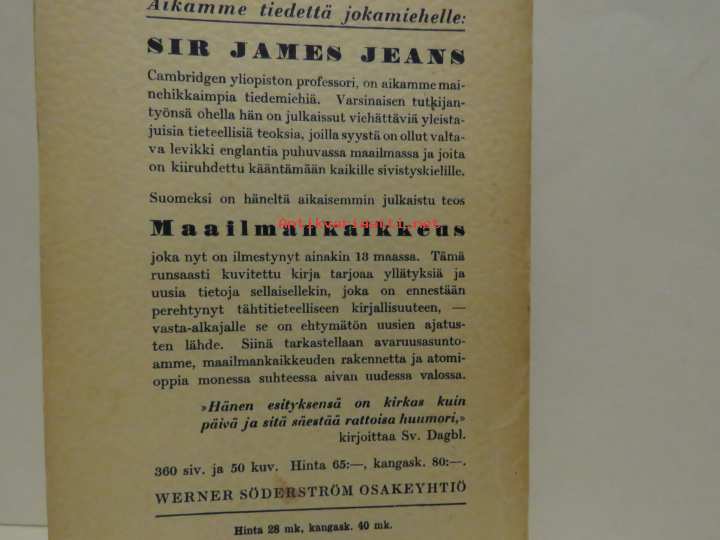 Aikamme tiedettä jokamiehelle:
SIR JAMES JEANS
Cambridgen yliopiston professori, on aikamme mai-
nehikkaimpia tiedemiehiä. Varsinaisen tutkijan-
työnsä ohella hän on julkaissut viehättäviä yleista-
juisia tieteellisiä teoksia, joilla syystä on ollut valta-
va levikki englantia puhuvassa maailmassa ja joita
on kiiruhdettu kääntämään kaikille sivistyskielille.
Suomeksi on häneltä aikaisemmin julkaistu teos
Antikvariaatti.net
Maailmankaikkeus
joka nyt on ilmestynyt ainakin 13 maassa. Tämä
runsaasti kuvitettu kirja tarjoaa yllätyksiä ja
uusia tietoja sellaisellekin, joka on ennestään
perehtynyt tähtitieteelliseen kirjallisuuteen, —
vasta-alkajalle se on ehtymätön uusien ajatus-
ten lähde. Siinä tarkastellaan avaruusasunto-
amme, maailmankaikkeuden rakennetta ja atomi-
oppia monessa suhteessa aivan uudessa valossa.
»Hänen esityksensä on kirkas kuin
päivä ja sitä säestää rattoisa huumori,»
kirjoittaa Sv. Dagbl.
360 siv. ja 50 kuv. Hinta 65:—, kangask. 80:—.
WERNER SÖDERSTRÖM OSAKEYHTIÖ
Hinta 28 mk, kangask. 40 mk.